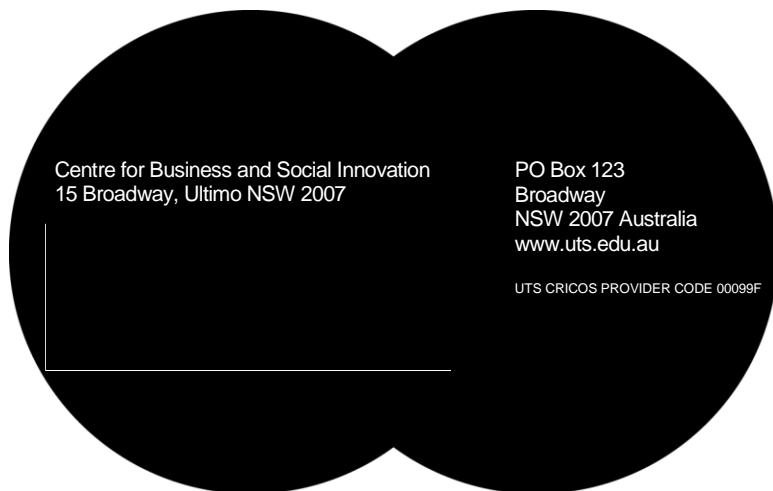 Centre for Business and Social Innovation
15 Broadway, Ultimo NSW 2007
PO Box 123
Broadway
NSW 2007 Australia
www.uts.edu.au
UTS CRICOS PROVIDER CODE 00099F